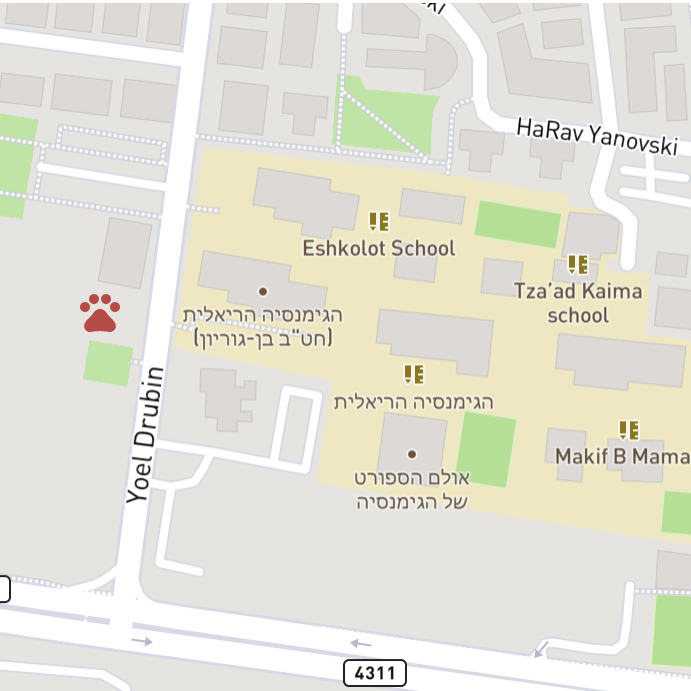 HaRav Yanovski
Eshkolot School
Tza’ad Kaima
school
הגימנסיה הריאלית
(חט"ב בן-גוריון)
הגימנסיה הריאלית
Yoel Drubin
Makif B Mama
אולם הספורט
של הגימנסיה
4311